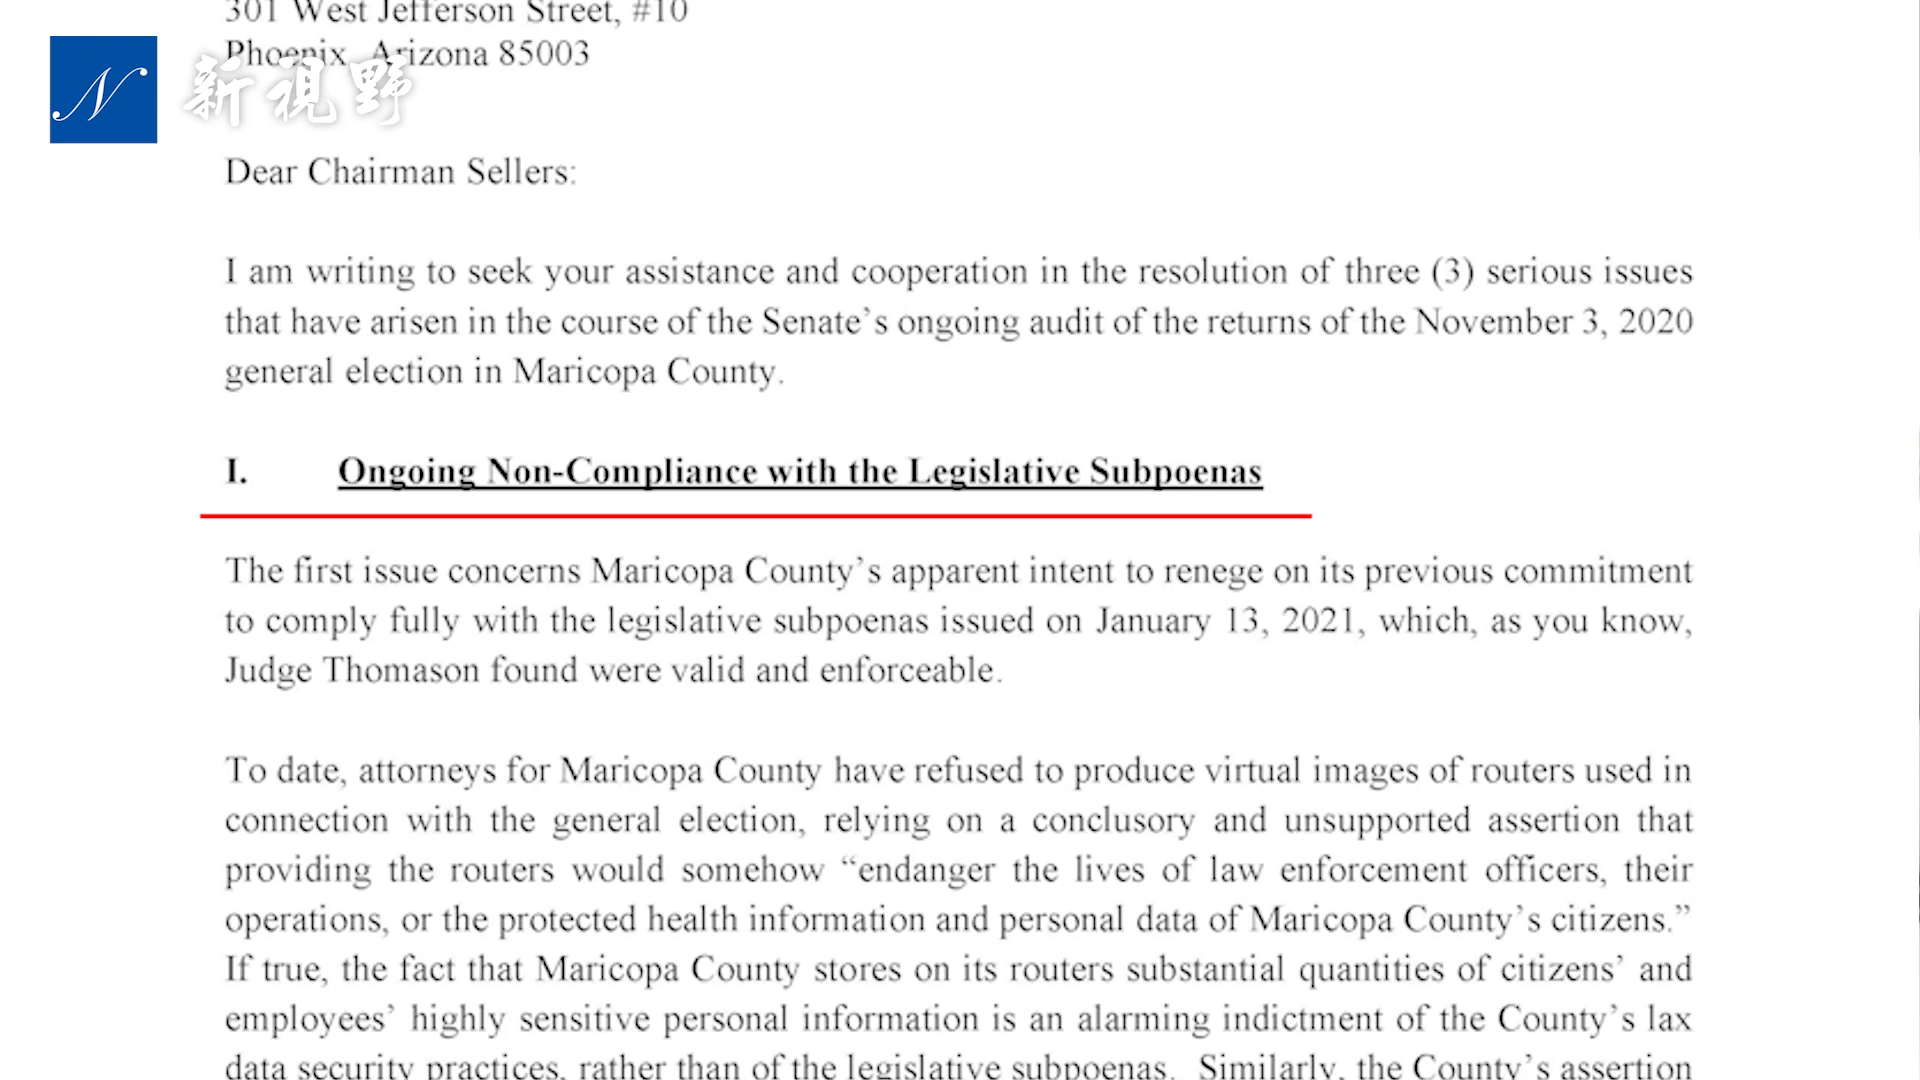 301 West Jefferson Street, #10
Phoenix, Arizona 85003
N 新視野
Dear Chairman Sellers:
I am writing to seek your assistance and cooperation in the resolution of three (3) serious issues
that have arisen in the course of the Senate’s ongoing audit of the returns of the November 3, 2020
general election in Maricopa County.
I. Ongoing Non-Compliance with the Legislative Subpoenas
The first issue concerns Maricopa County’s apparent intent to renege on its previous commitment
to comply fully with the legislative subpoenas issued on January 13, 2021, which, as you know,
Judge Thomason found were valid and enforceable.
To date, attorneys for Maricopa County have refused to produce virtual images of routers used in
connection with the general election, relying on a conclusory and unsupported assertion that
providing the routers would somehow “endanger the lives of law enforcement officers, their
operations, or the protected health information and personal data of Maricopa County’s citizens.”
If true, the fact that Maricopa County stores on its routers substantial quantities of citizens’ and
employees’ highly sensitive personal information is an alarming indictment of the County’s lax
data security practices, rather than of the legislative subpoenas. Similarly, the County’s assertion